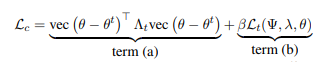 ℒ_c = vec (θ − θ^t)^⊤ Λ_t vec (θ − θ^t) + βℒ_t(Ψ, λ, θ)
term (a) term (b)